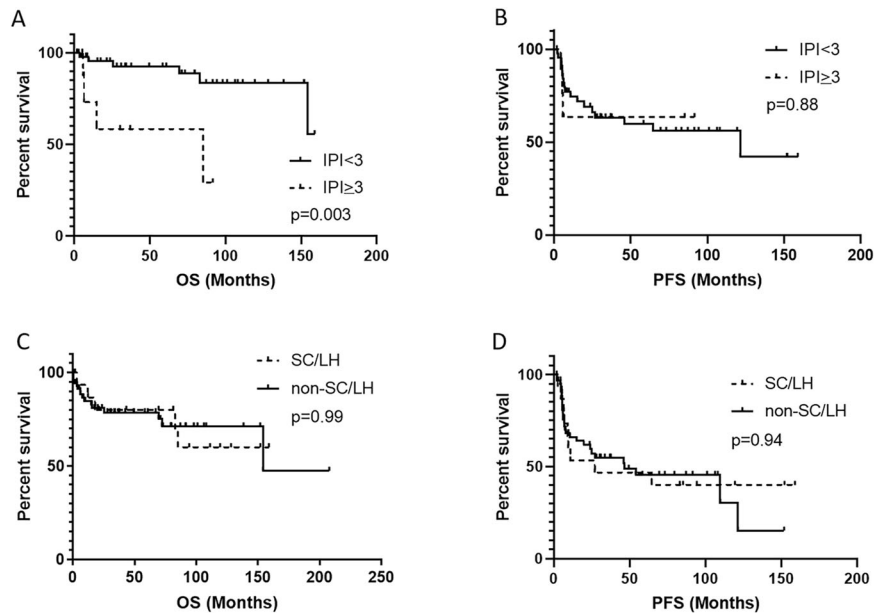 A
Percent survival
100
50
0
IPI<3
IPI≥3
p=0.003
0 50 100 150 200
OS (Months)
B
Percent survival
100
50
0
IPI<3
IPI≥3
p=0.88
0 50 100 150 200
PFS (Months)
C
Percent survival
100
50
0
SC/LH
non-SC/LH
p=0.99
0 50 100 150 200 250
OS (Months)
D
Percent survival
100
50
0
SC/LH
non-SC/LH
p=0.94
0 50 100 150 200
PFS (Months)